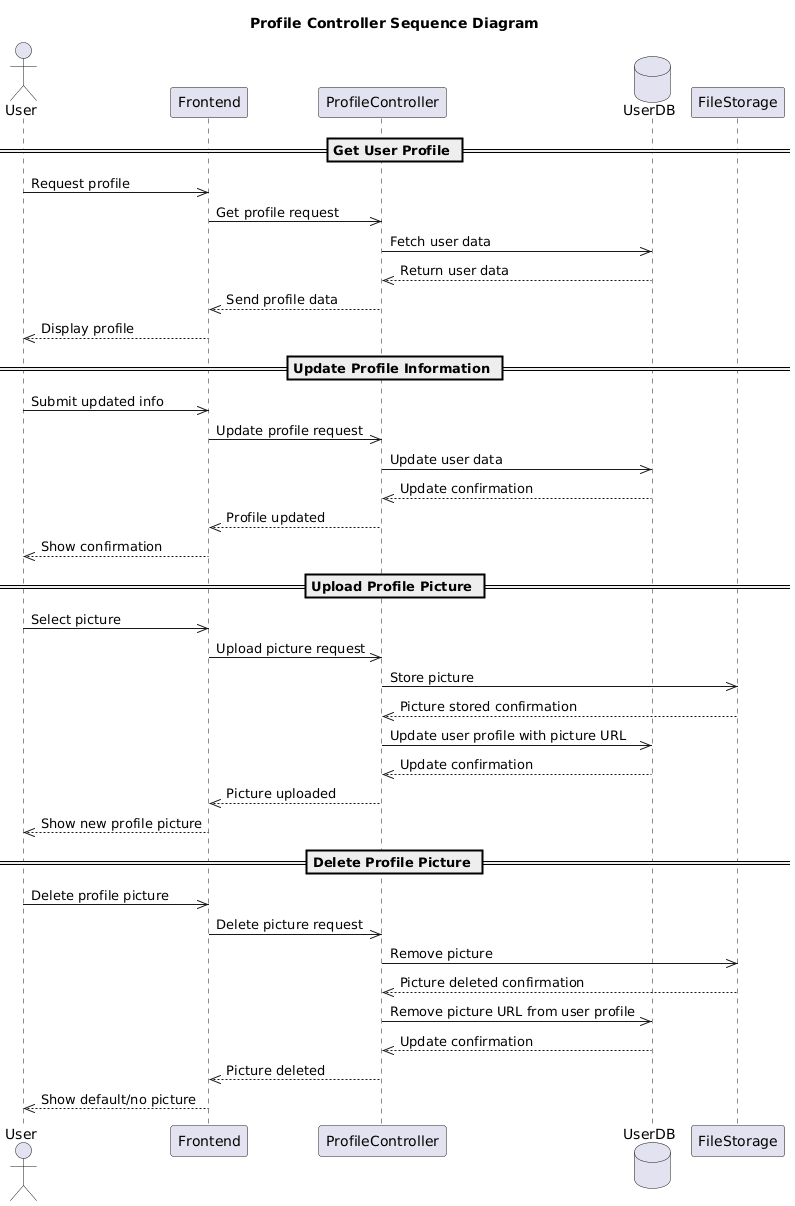 Profile Controller Sequence Diagram
User
Frontend
ProfileController
UserDB
FileStorage
Get User Profile
Request profile
Get profile request
Fetch user data
Return user data
Send profile data
Display profile
Update Profile Information
Submit updated info
Update profile request
Update user data
Update confirmation
Profile updated
Show confirmation
Upload Profile Picture
Select picture
Upload picture request
Store picture
Picture stored confirmation
Update user profile with picture URL
Update confirmation
Picture uploaded
Show new profile picture
Delete Profile Picture
Delete profile picture
Delete picture request
Remove picture
Picture deleted confirmation
Remove picture URL from user profile
Update confirmation
Picture deleted
Show default/no picture
User
Frontend
ProfileController
UserDB
FileStorage